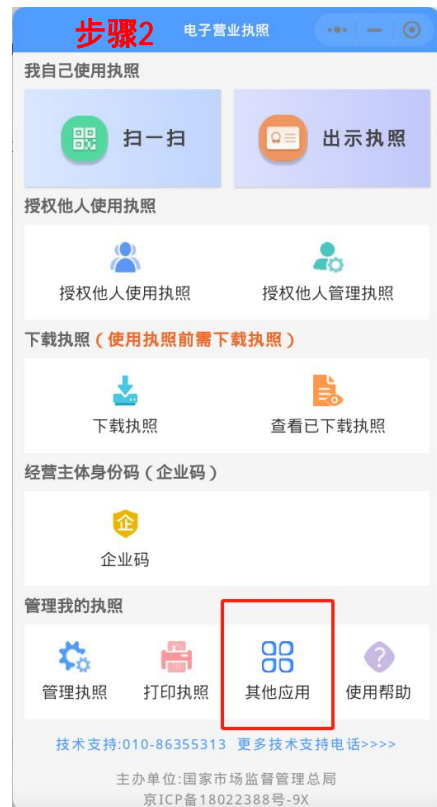 步骤2 电子营业执照
我自己使用执照
扫一扫 出示执照
授权他人使用执照
授权他人使用执照 授权他人管理执照
下载执照（使用执照前需下载执照）
下载执照 查看已下载执照
经营主体身份码（企业码）
企
企业码
管理我的执照
管理执照 打印执照 其他应用 使用帮助
技术支持:010-86355313 更多技术支持电话>>>>
主办单位:国家市场监督管理总局
京ICP备18022388号-9X